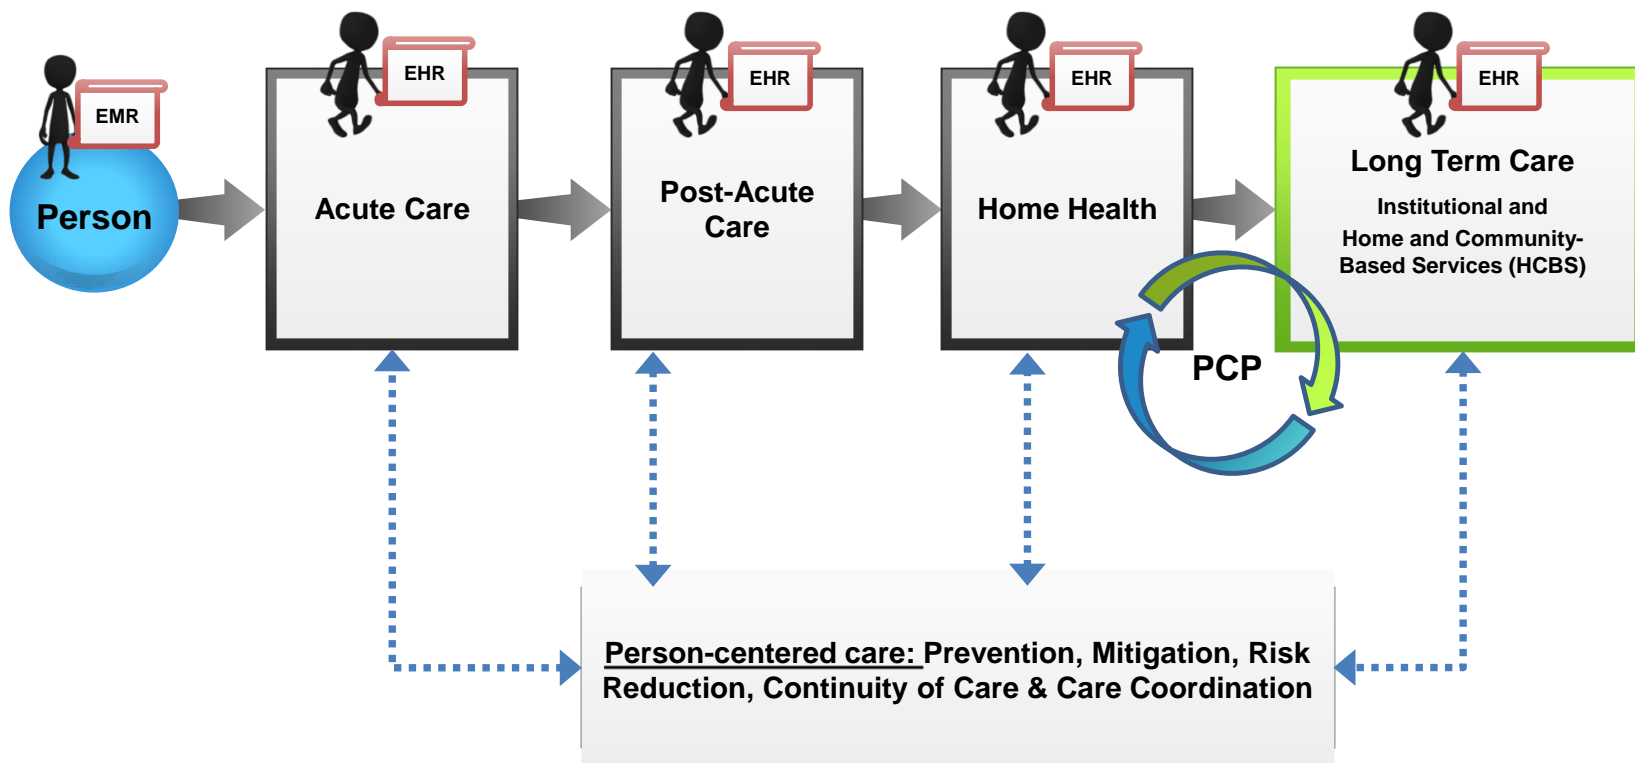 EMR
Person
EHR
Acute Care
EHR
Post-Acute
Care
EHR
Home Health
EHR
Long Term Care
Institutional and
Home and Community-
Based Services (HCBS)
PCP
Person-centered care: Prevention, Mitigation, Risk
Reduction, Continuity of Care & Care Coordination